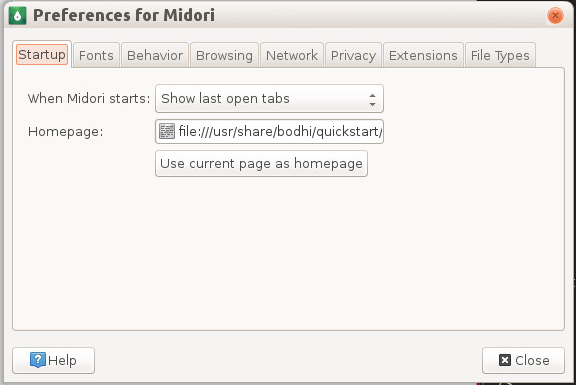 Preferences for Midori
Startup Fonts Behavior Browsing Network Privacy Extensions File Types
When Midori starts: Show last open tabs
Homepage: file:///usr/share/bodhi/quickstart/
Use current page as homepage
Help Close